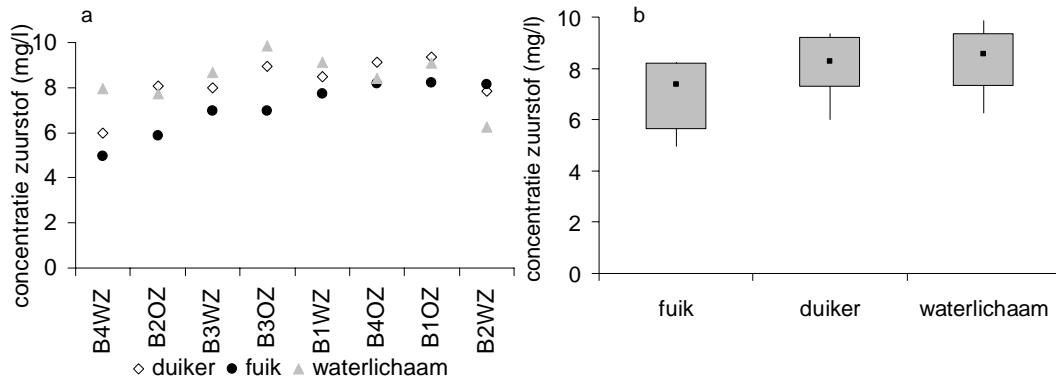 a
concentratie zuurstof (mg/l)
10
8
6
4
2
0
B4WZ
B2OZ
B3WZ
B3OZ
B1WZ
B4OZ
B1OZ
B2WZ
duiker fuik waterlichaam
b
concentratie zuurstof (mg/l)
10
8
6
4
2
0
fuik duiker waterlichaam